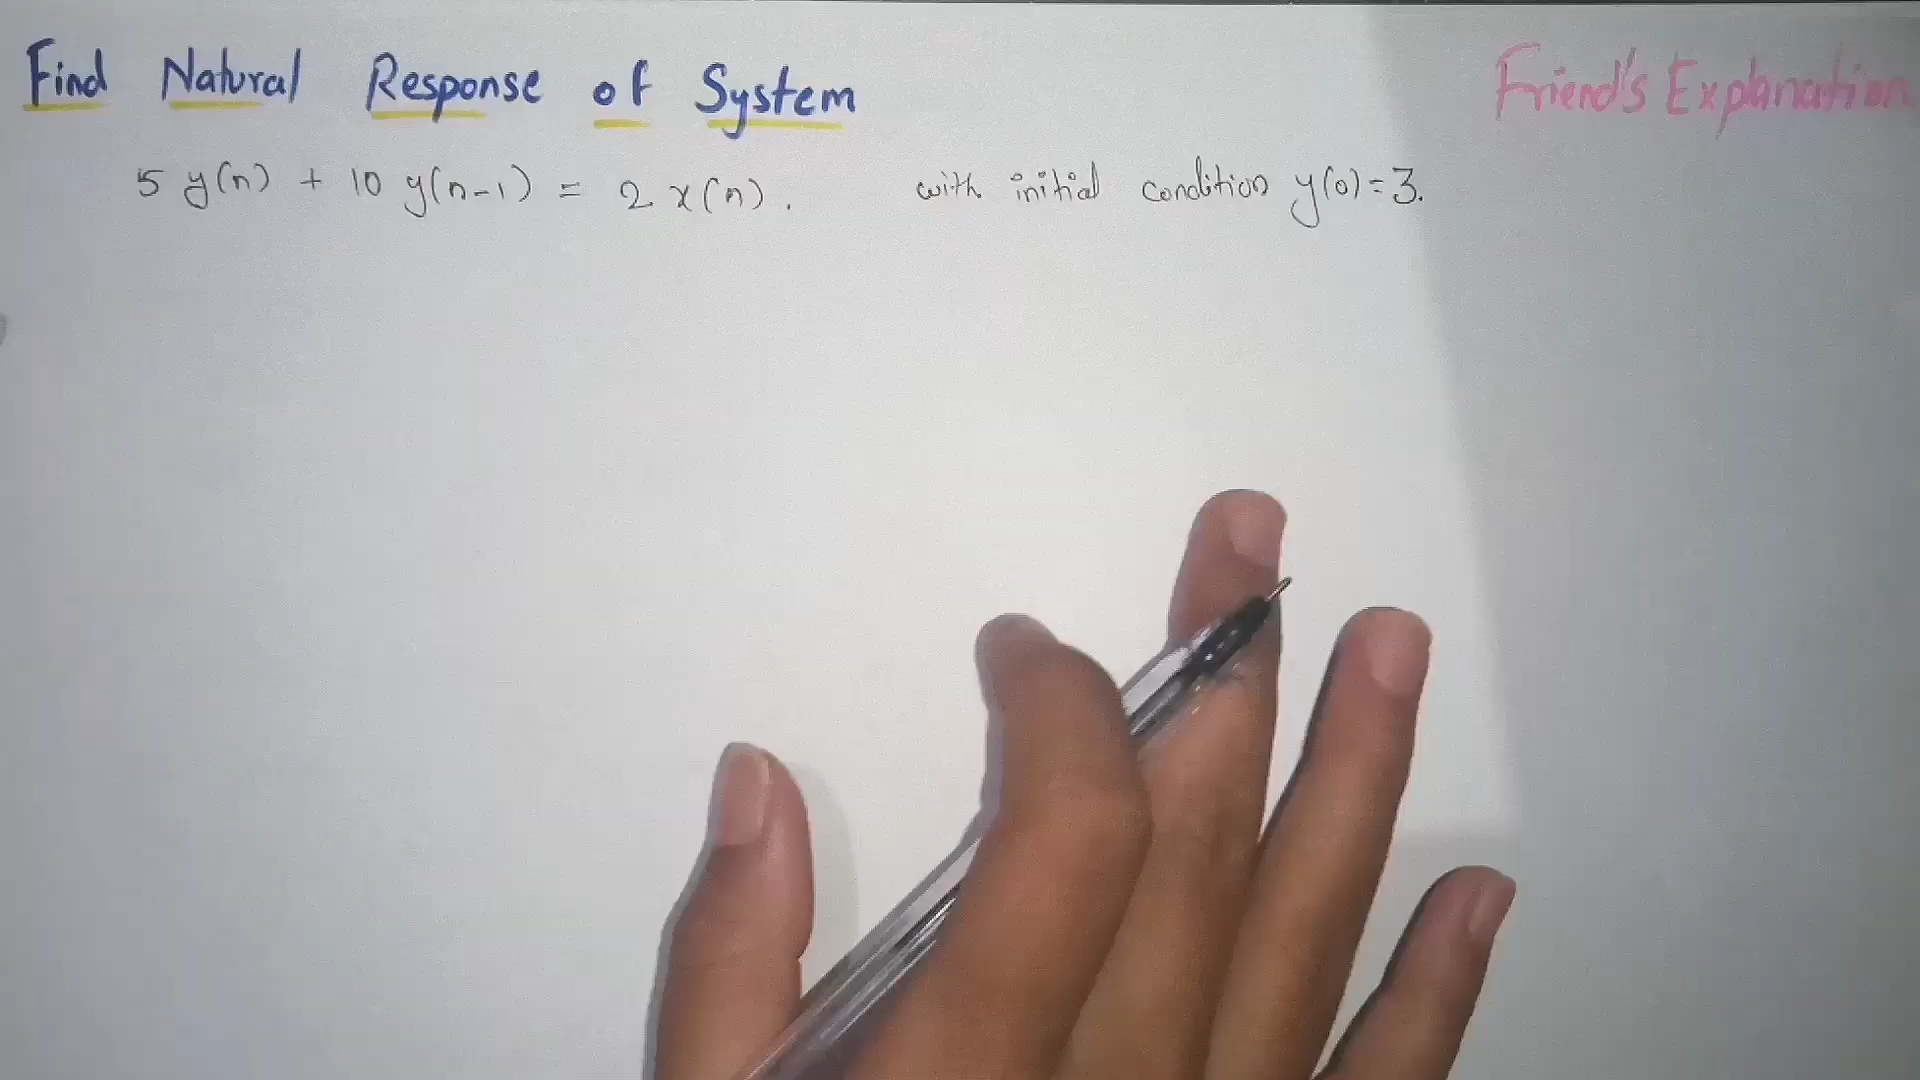 Find Natural Response of System
Friend's Explanation
5 y(n) + 10 y(n-1) = 2 x(n). with initial condition y(0)=3.